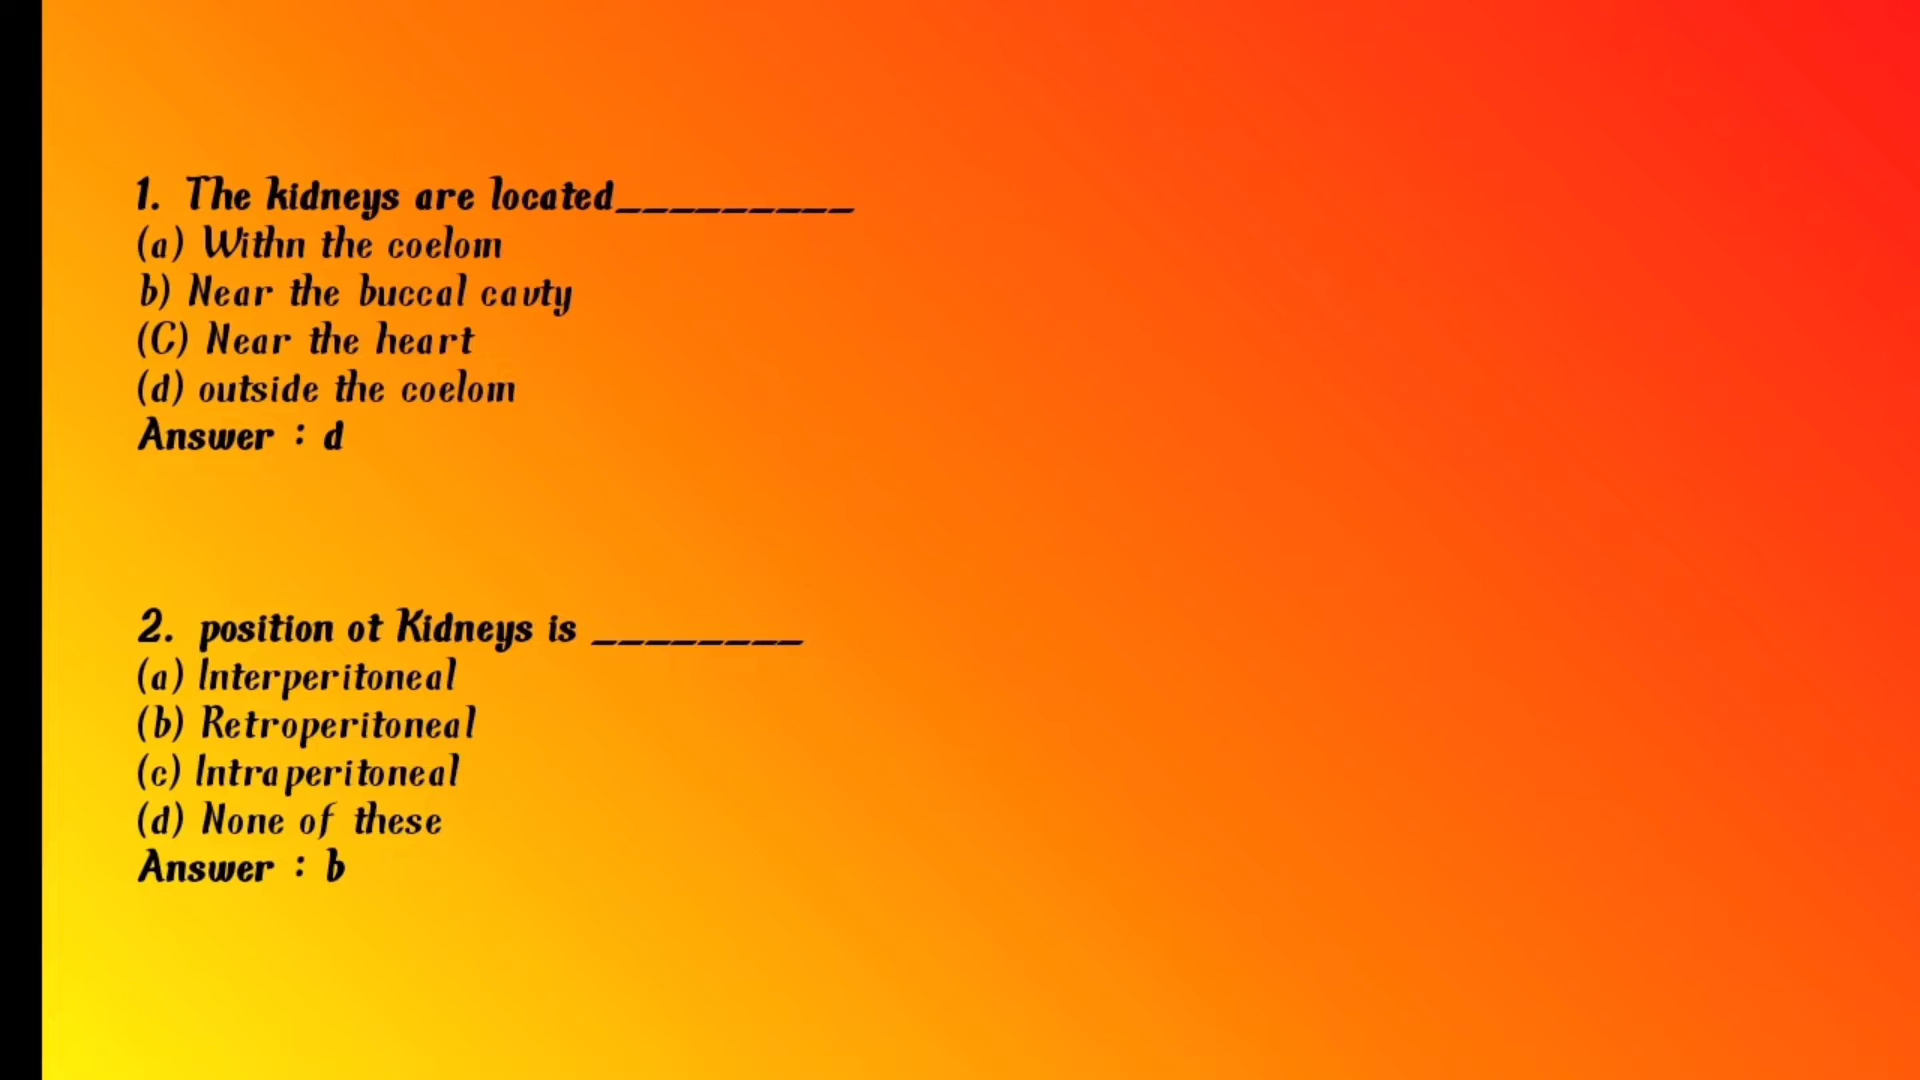 1. The kidneys are located_________
(a) Withn the coelom
b) Near the buccal cavty
(C) Near the heart
(d) outside the coelom
Answer : d
2. position ot Kidneys is ________
(a) Interperitoneal
(b) Retroperitoneal
(c) Intraperitoneal
(d) None of these
Answer : b